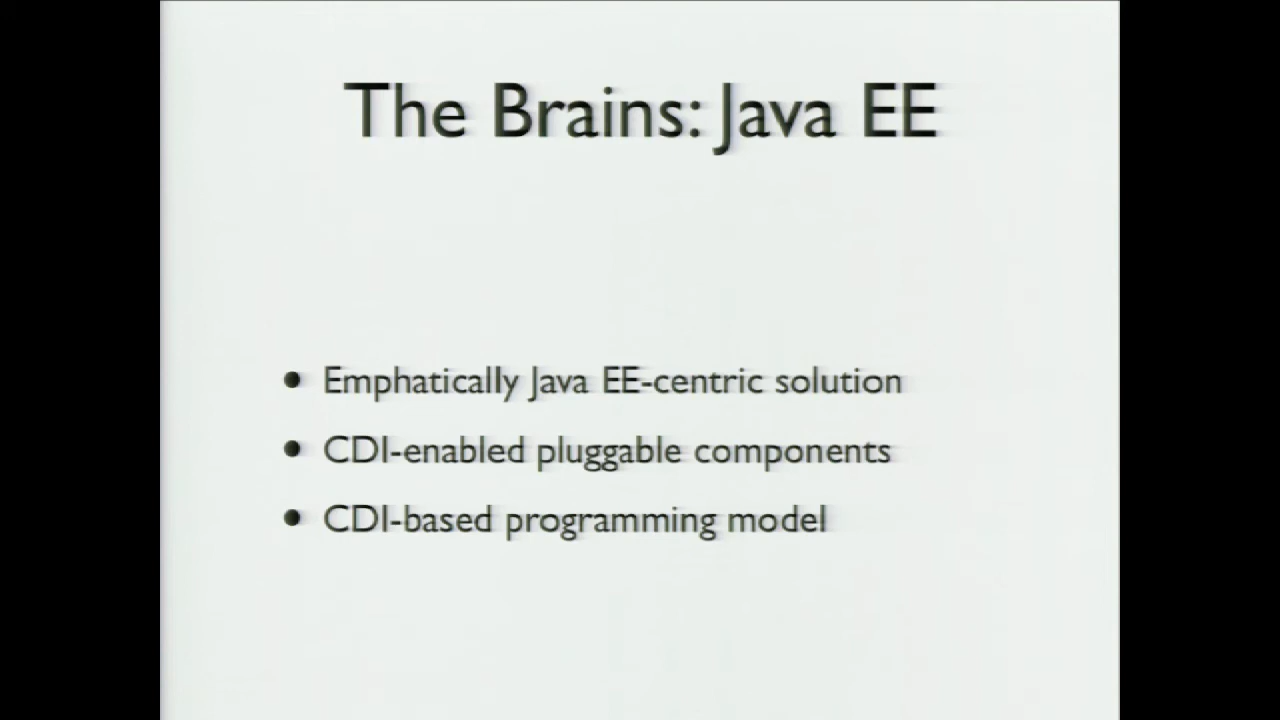 The Brains: Java EE
• Emphatically Java EE-centric solution
• CDI-enabled pluggable components
• CDI-based programming model